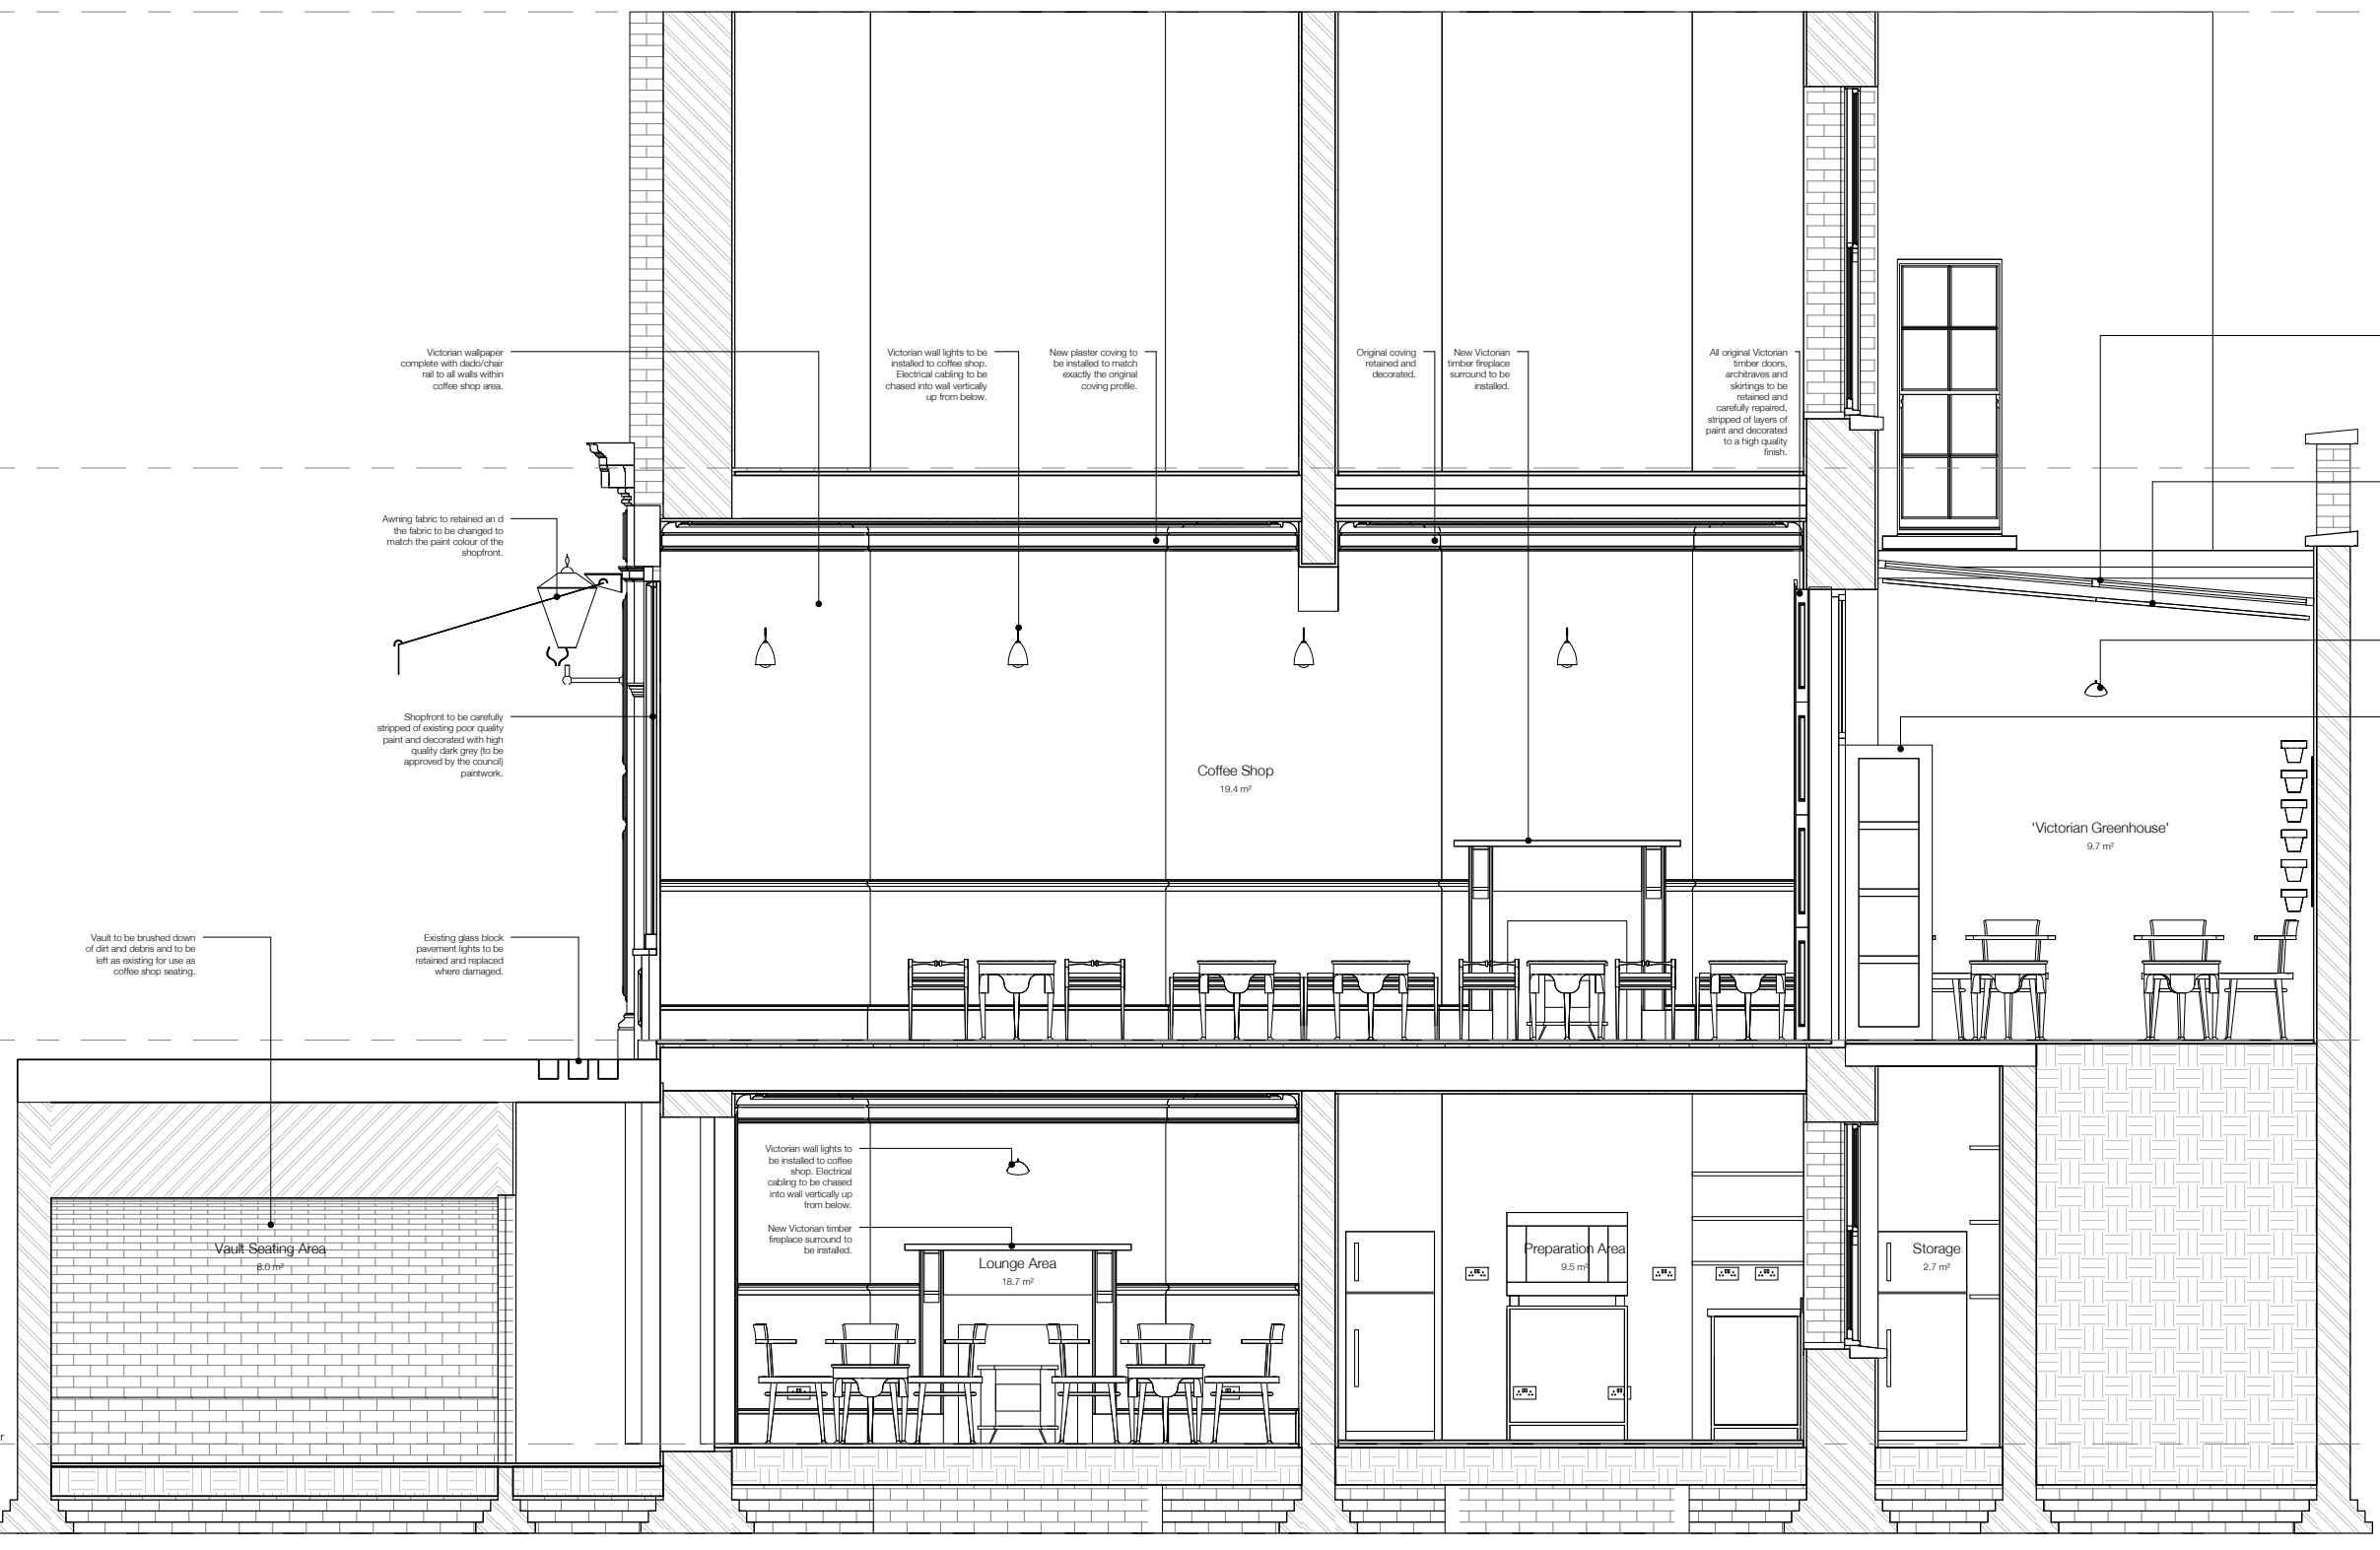 Victorian wallpaper
complete with dado/chair
rail to all walls within
coffee shop area.
Victorian wall lights to be
installed to coffee shop.
Electrical cabling to be
chased into wall vertically
up from below.
New plaster coving to
be installed to match
exactly the original
coving profile.
Original coving
retained and
decorated.
New Victorian
timber fireplace
surround to be
installed.
All original Victorian
timber doors,
architraves and
skirtings to be
retained and
carefully repaired,
stripped of layers of
paint and decorated
to a high quality
finish.
Awning fabric to retained an d
the fabric to be changed to
match the paint colour of the
shopfront.
Shopfront to be carefully
stripped of existing poor quality
paint and decorated with high
quality dark grey (to be
approved by the council)
paintwork.
Coffee Shop
19.4 m²
'Victorian Greenhouse'
9.7 m²
Vault to be brushed down
of dirt and debris and to be
left as existing for use as
coffee shop seating.
Existing glass block
pavement lights to be
retained and replaced
where damaged.
Victorian wall lights to
be installed to coffee
shop. Electrical
cabling to be chased
into wall vertically up
from below.
New Victorian timber
fireplace surround to
be installed.
Vault Seating Area
8.0 m²
Lounge Area
18.7 m²
Preparation Area
9.5 m²
Storage
2.7 m²
r